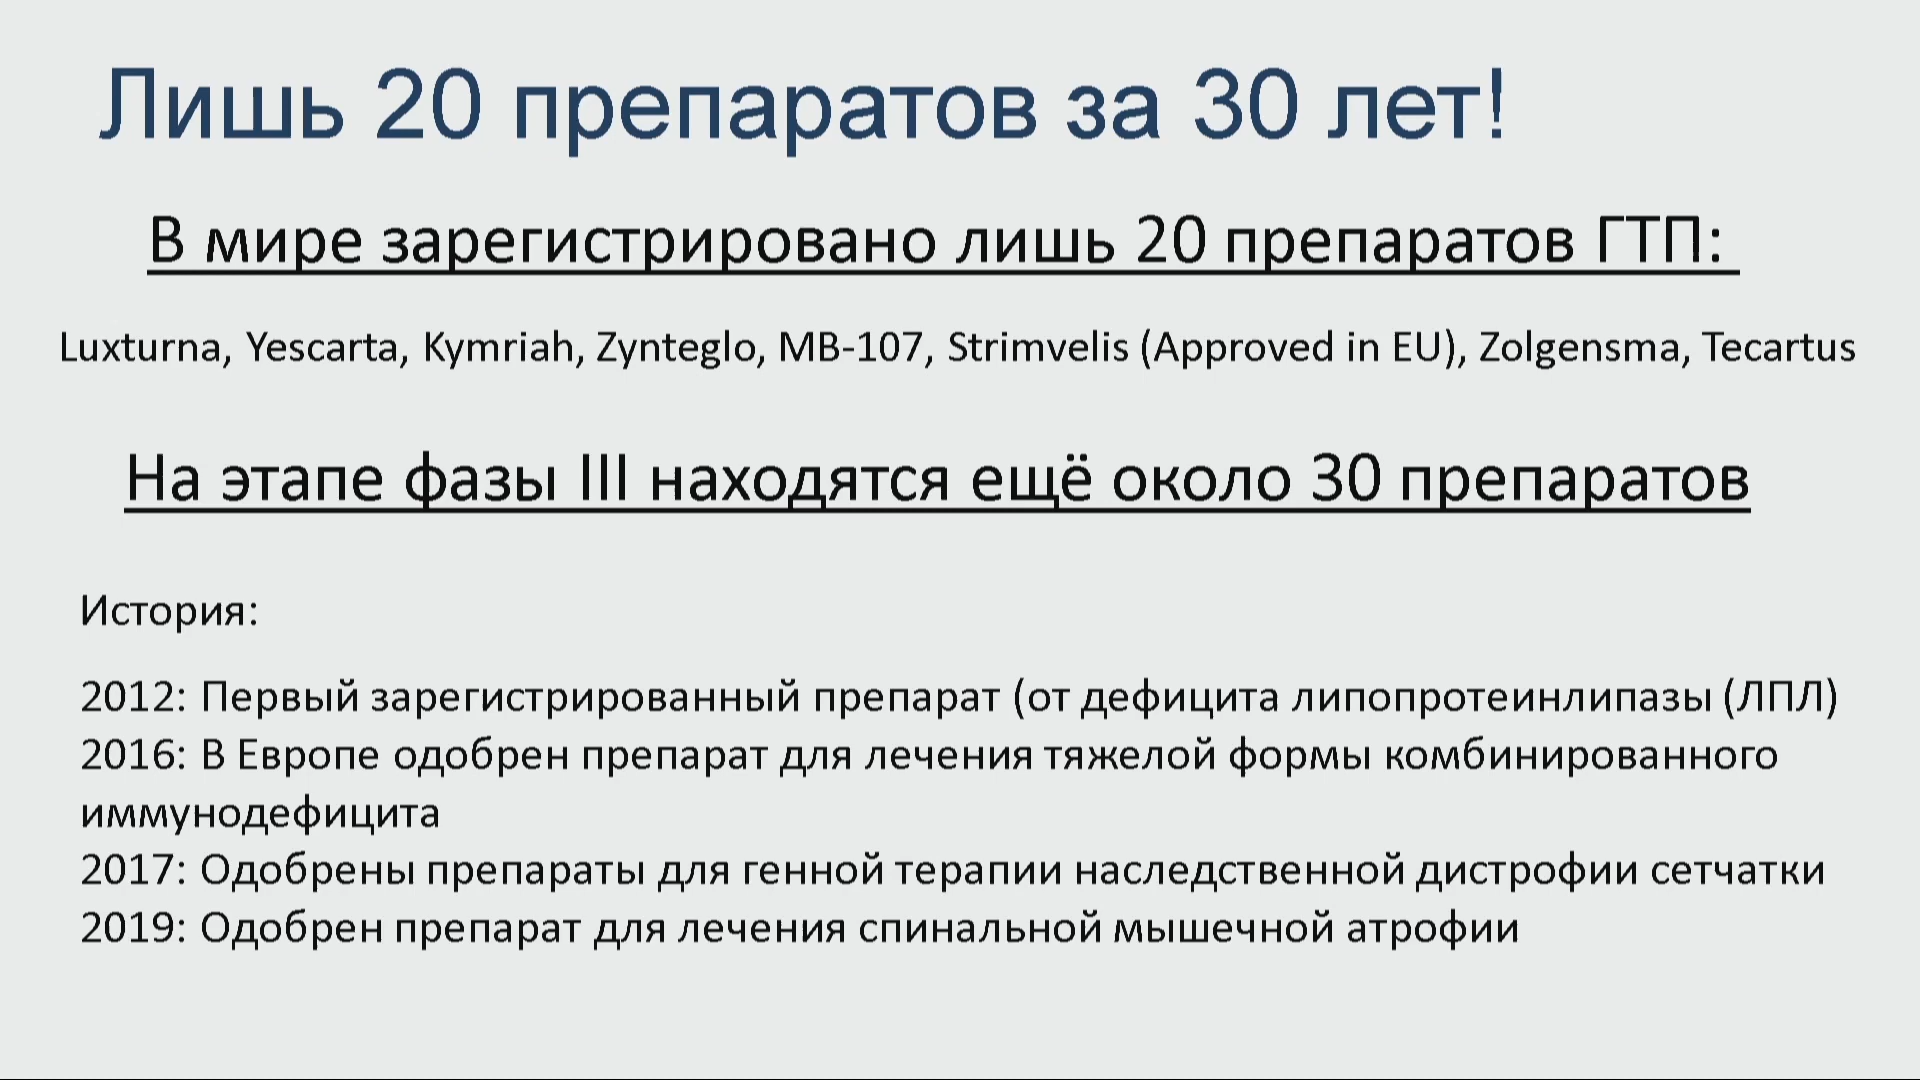 Лишь 20 препаратов за 30 лет!
В мире зарегистрировано лишь 20 препаратов ГТП:
Luxturna, Yescarta, Kymriah, Zynteglo, MB-107, Strimvelis (Approved in EU), Zolgensma, Tecartus
На этапе фазы III находятся ещё около 30 препаратов
История:
2012: Первый зарегистрированный препарат (от дефицита липопротеинлипазы (ЛПЛ)
2016: В Европе одобрен препарат для лечения тяжелой формы комбинированного
иммунодефицита
2017: Одобрены препараты для генной терапии наследственной дистрофии сетчатки
2019: Одобрен препарат для лечения спинальной мышечной атрофии